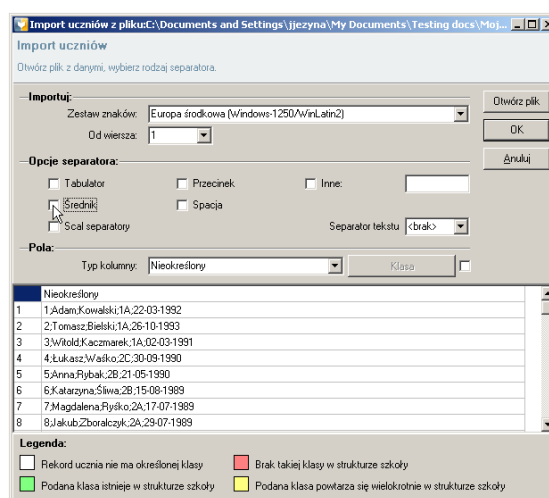 Import uczniów z pliku:C:\Documents and Settings\jjezyna\My Documents\Testing docs\Moj...
Import uczniów
Otwórz plik z danymi, wybierz rodzaj separatora.
Importuj:
Zestaw znaków: Europa środkowa (Windows-1250/WinLatin2)
Od wiersza: 1
Otwórz plik
OK
Anuluj
Opcje separatora:
Tabulator Przecinek Inne:
Średnik Spacja
Scal separatory Separator tekstu <brak>
Pola:
Typ kolumny: Nieokreślony Klasa
Nieokreślony
1 1;Adam;Kowalski;1A;22-03-1992
2 2;Tomasz;Bielski;1A;26-10-1993
3 3;Witold;Kaczmarek;1A;02-03-1991
4 4;Łukasz;Waśko;2C;30-09-1990
5 5;Anna;Rybak;2B;21-05-1990
6 6;Katarzyna;Śliwa;2B;15-08-1989
7 7;Magdalena;Ryśko;2A;17-07-1989
8 8;Jakub;Zboralczyk;2A;29-07-1989
Legenda:
Rekord ucznia nie ma określonej klasy Brak takiej klasy w strukturze szkoły
Podana klasa istnieje w strukturze szkoły Podana klasa powtarza się wielokrotnie w strukturze szkoły